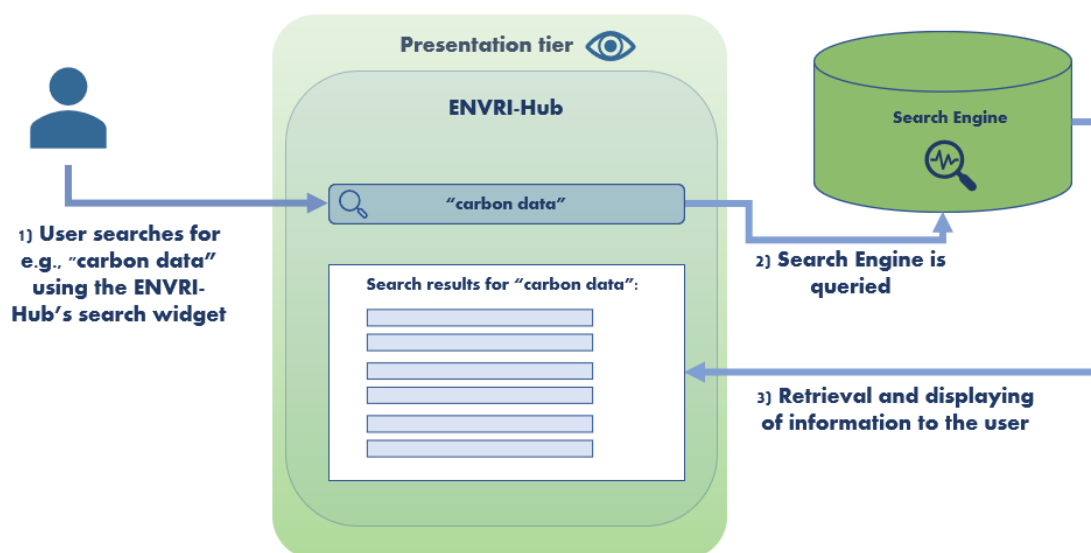 Presentation tier
ENVRI-Hub
Search Engine
"carbon data"
1) User searches for
e.g., "carbon data"
using the ENVRI-
Hub's search widget
2) Search Engine is
queried
Search results for "carbon data":
3) Retrieval and displaying
of information to the user